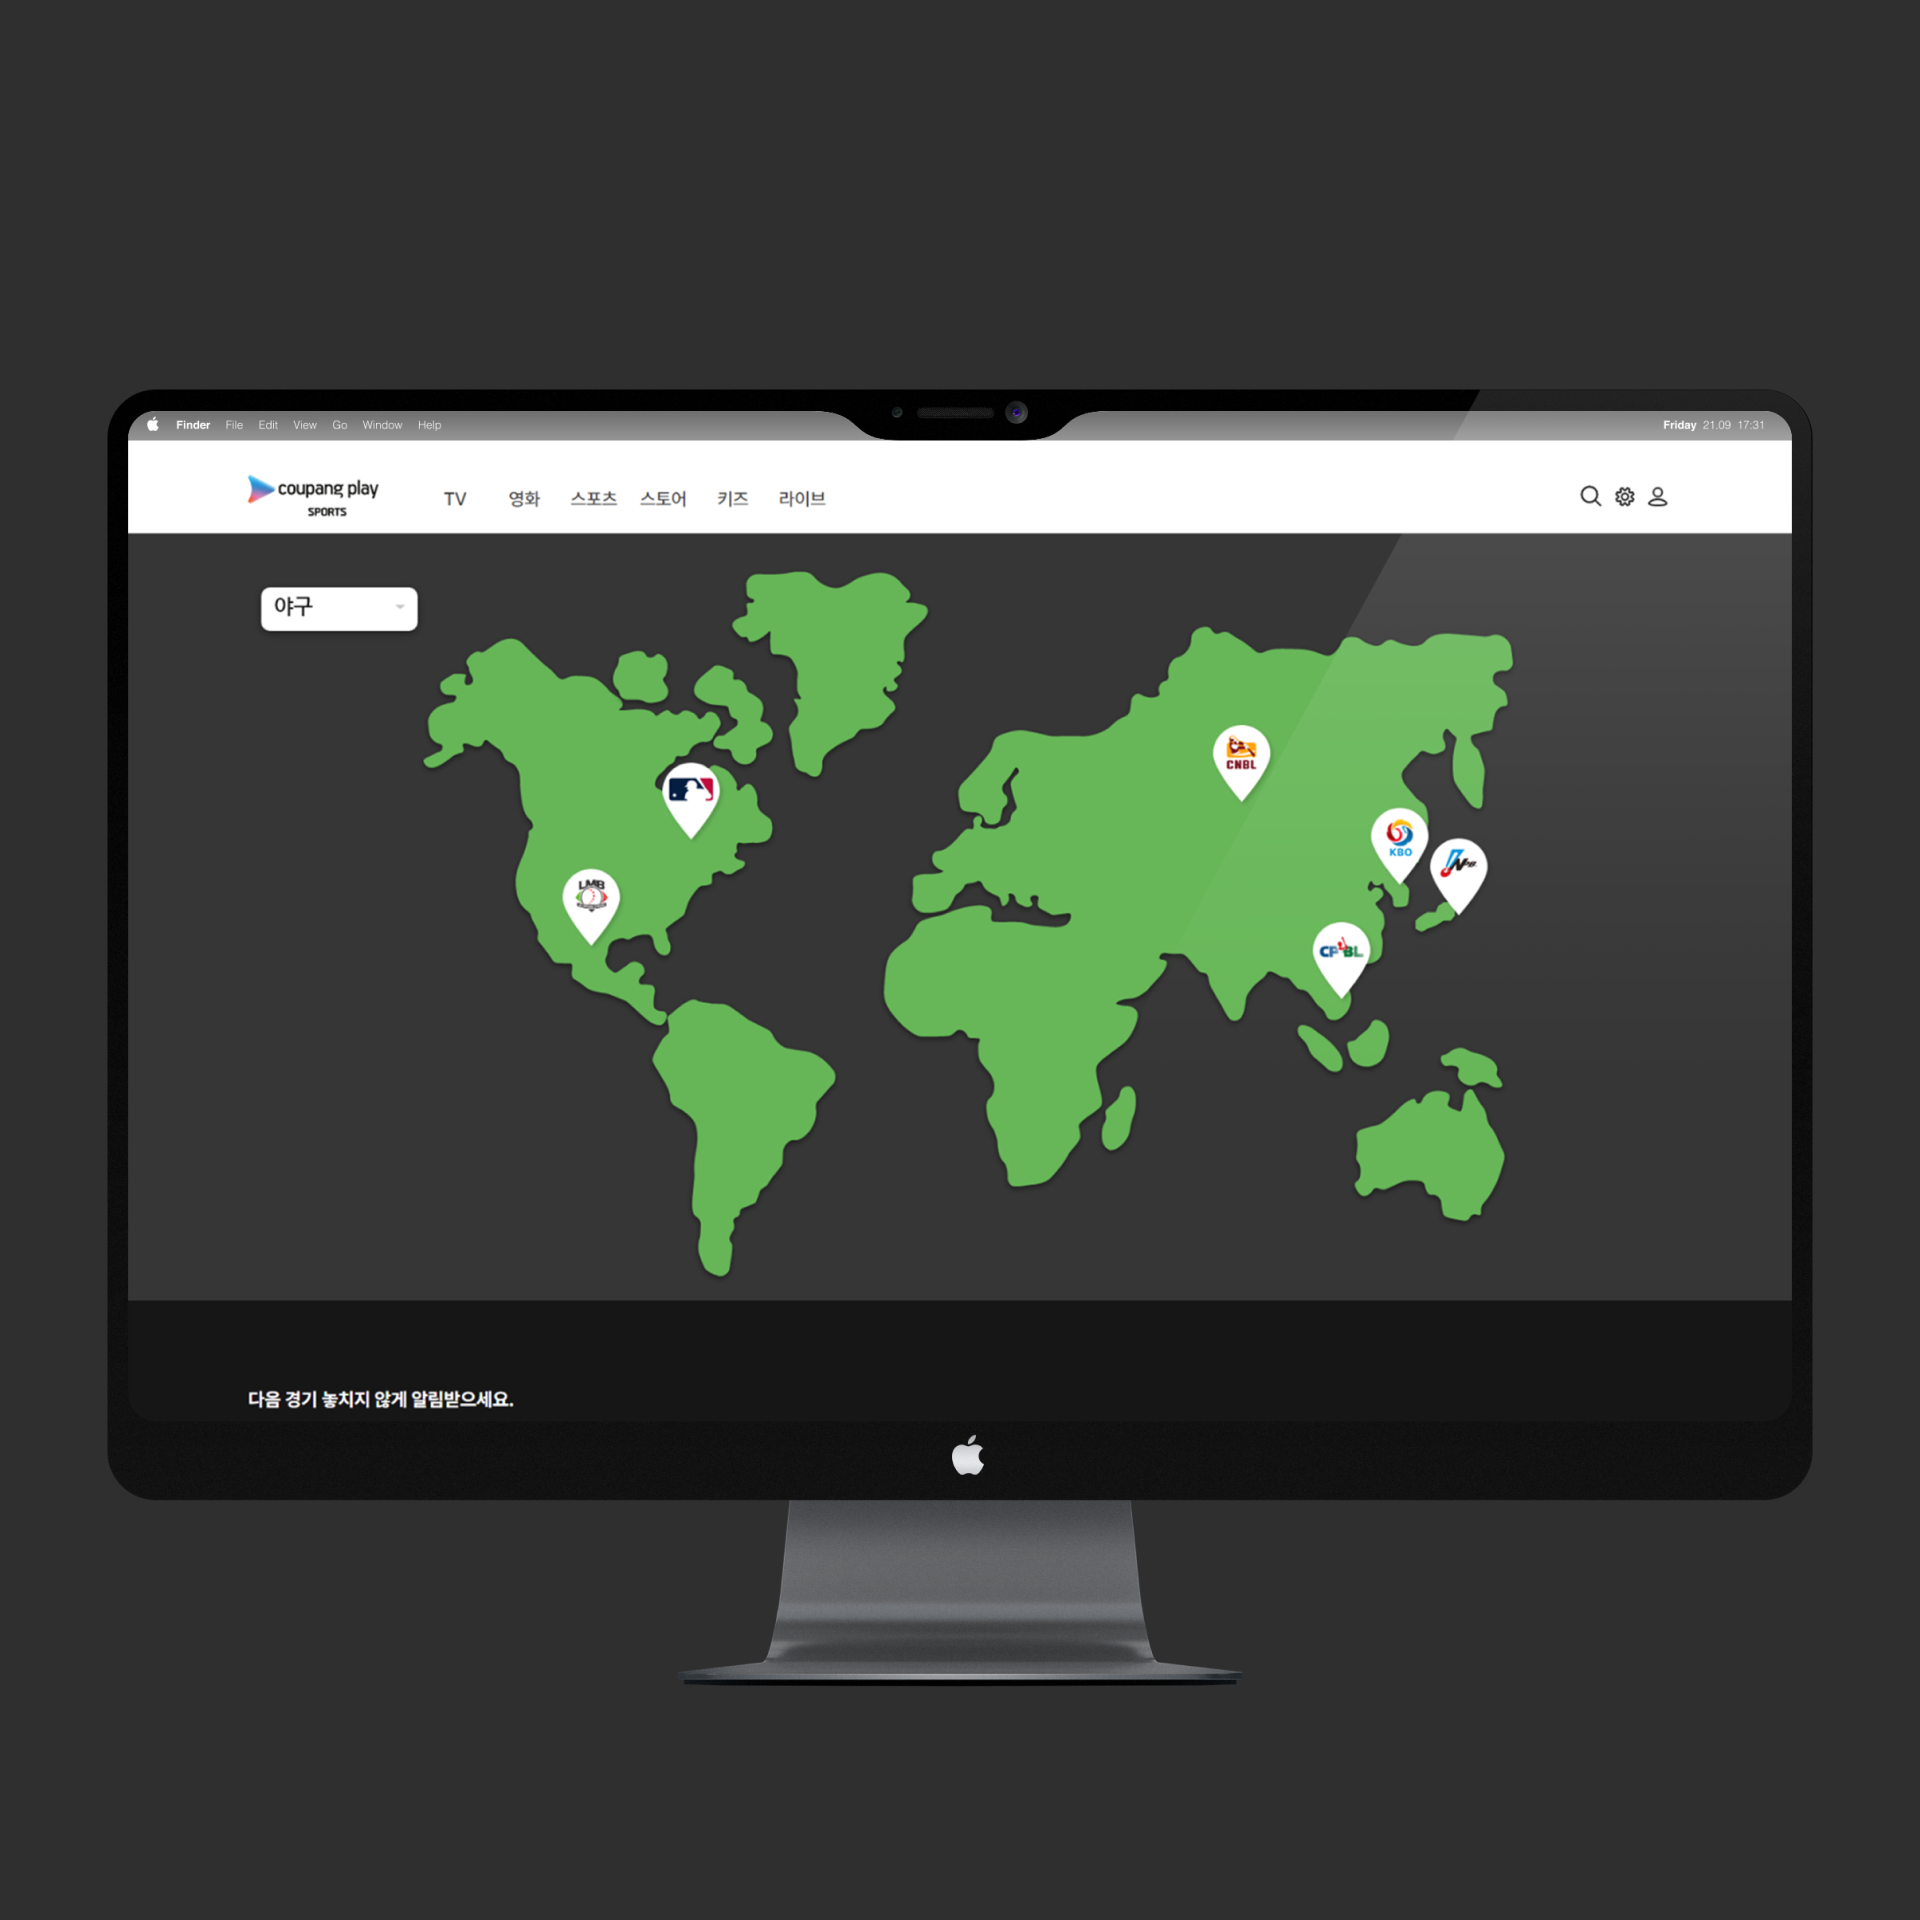 Finder File Edit View Go Window Help
Friday 21.09 17:31
coupang play
SPORTS
TV 영화 스포츠 스토어 키즈 라이브
야구
CNBL
KBO
NPB
LMB
CPBL
다음 경기 놓치지 않게 알림받으세요.